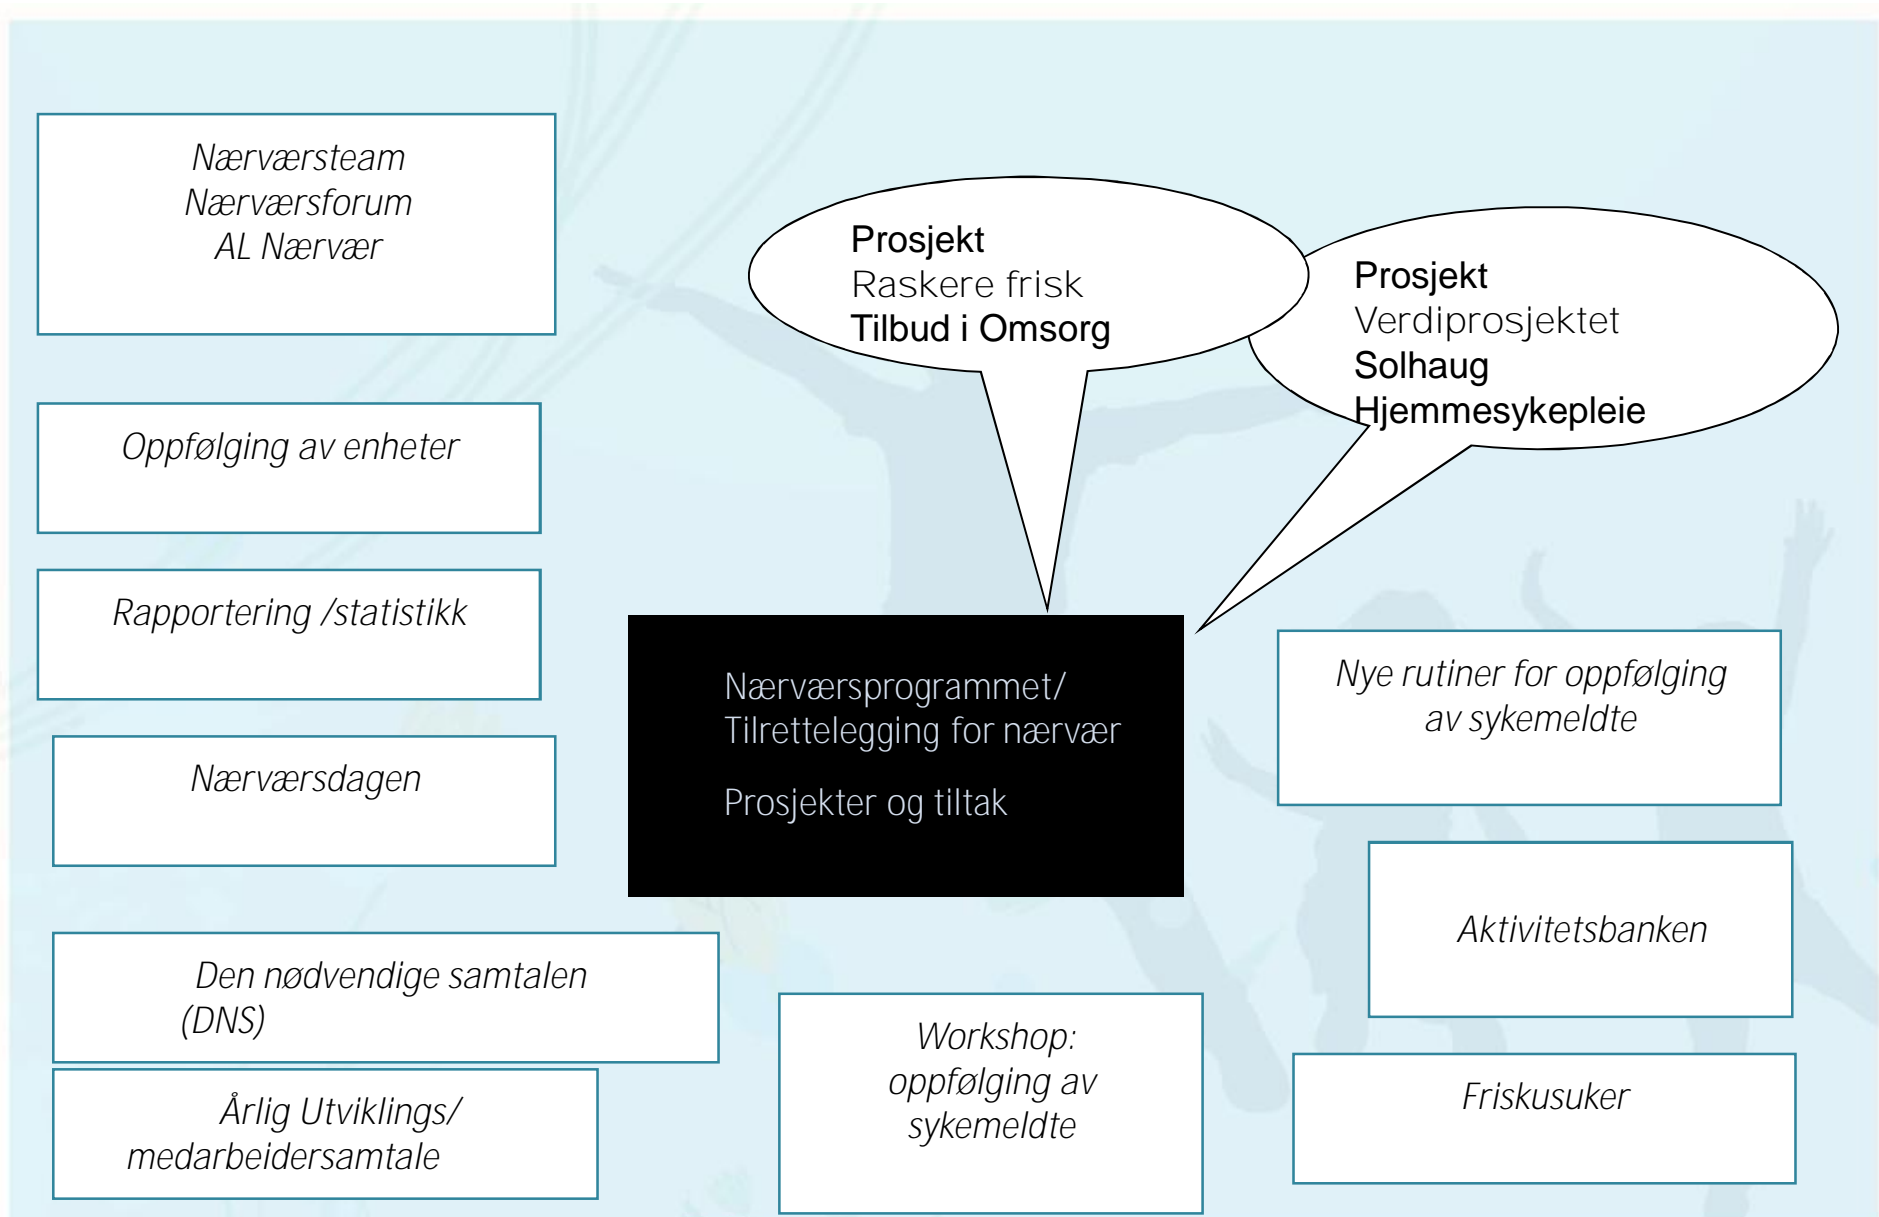 Nærværsteam
Nærværsforum
AL Nærvær
Prosjekt
Raskere frisk
Tilbud i Omsorg
Prosjekt
Verdiprosjektet
Solhaug
Hjemmesykepleie
Oppfølging av enheter
Rapportering /statistikk
Nærværsdagen
Nærværsprogrammet/
Tilrettelegging for nærvær
Prosjekter og tiltak
Nye rutiner for oppfølging
av sykemeldte
Aktivitetsbanken
Den nødvendige samtalen
(DNS)
Årlig Utviklings/
medarbeidersamtale
Workshop:
oppfølging av
sykemeldte
Friskusuker